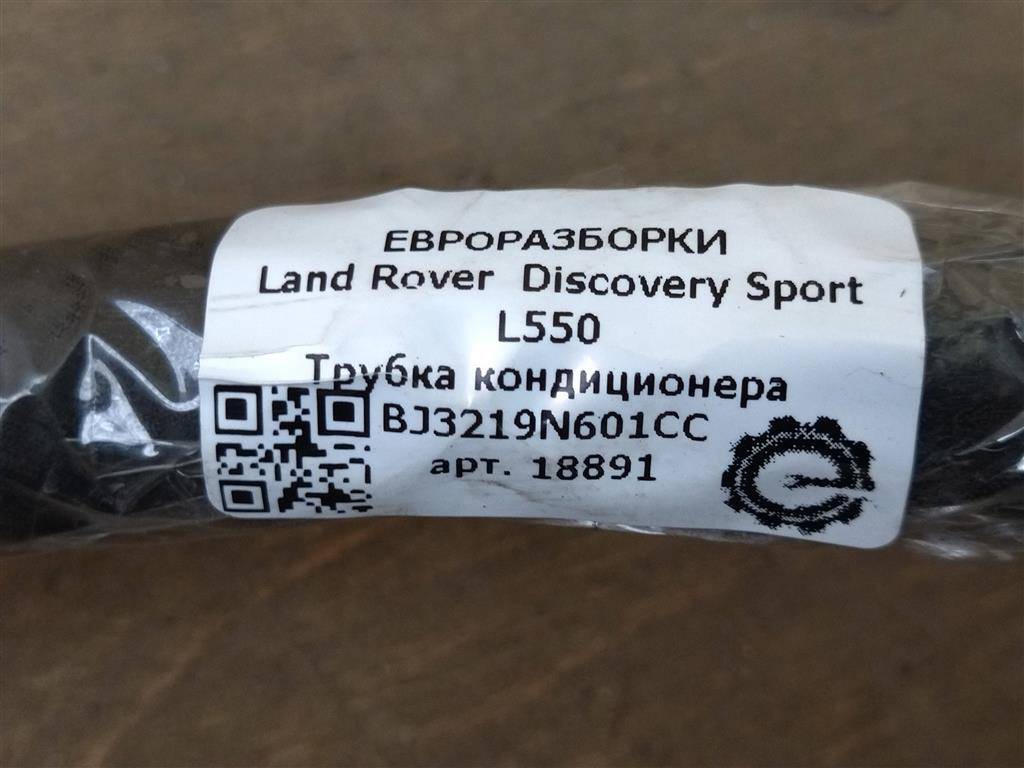 ЕВРОРАЗБОРКИ
Land Rover Discovery Sport
L550
Трубка кондиционера
BJ3219N601CC
арт. 18891